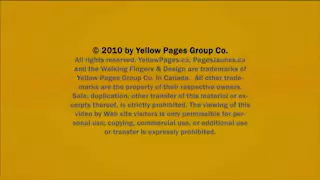 © 2010 by Yellow Pages Group Co.
All rights reserved. YellowPages.ca, PagesJaunes.ca
and the Walking Fingers & Design are trademarks of
Yellow Pages Group Co. in Canada. All other trade-
marks are the property of their respective owners.
Sale, duplication, other transfer of this material or ex-
cerpts thereof, is strictly prohibited. The viewing of this
video by Web site visitors is only permissible for per-
sonal use; copying, commercial use, or additional use
or transfer is expressly prohibited.